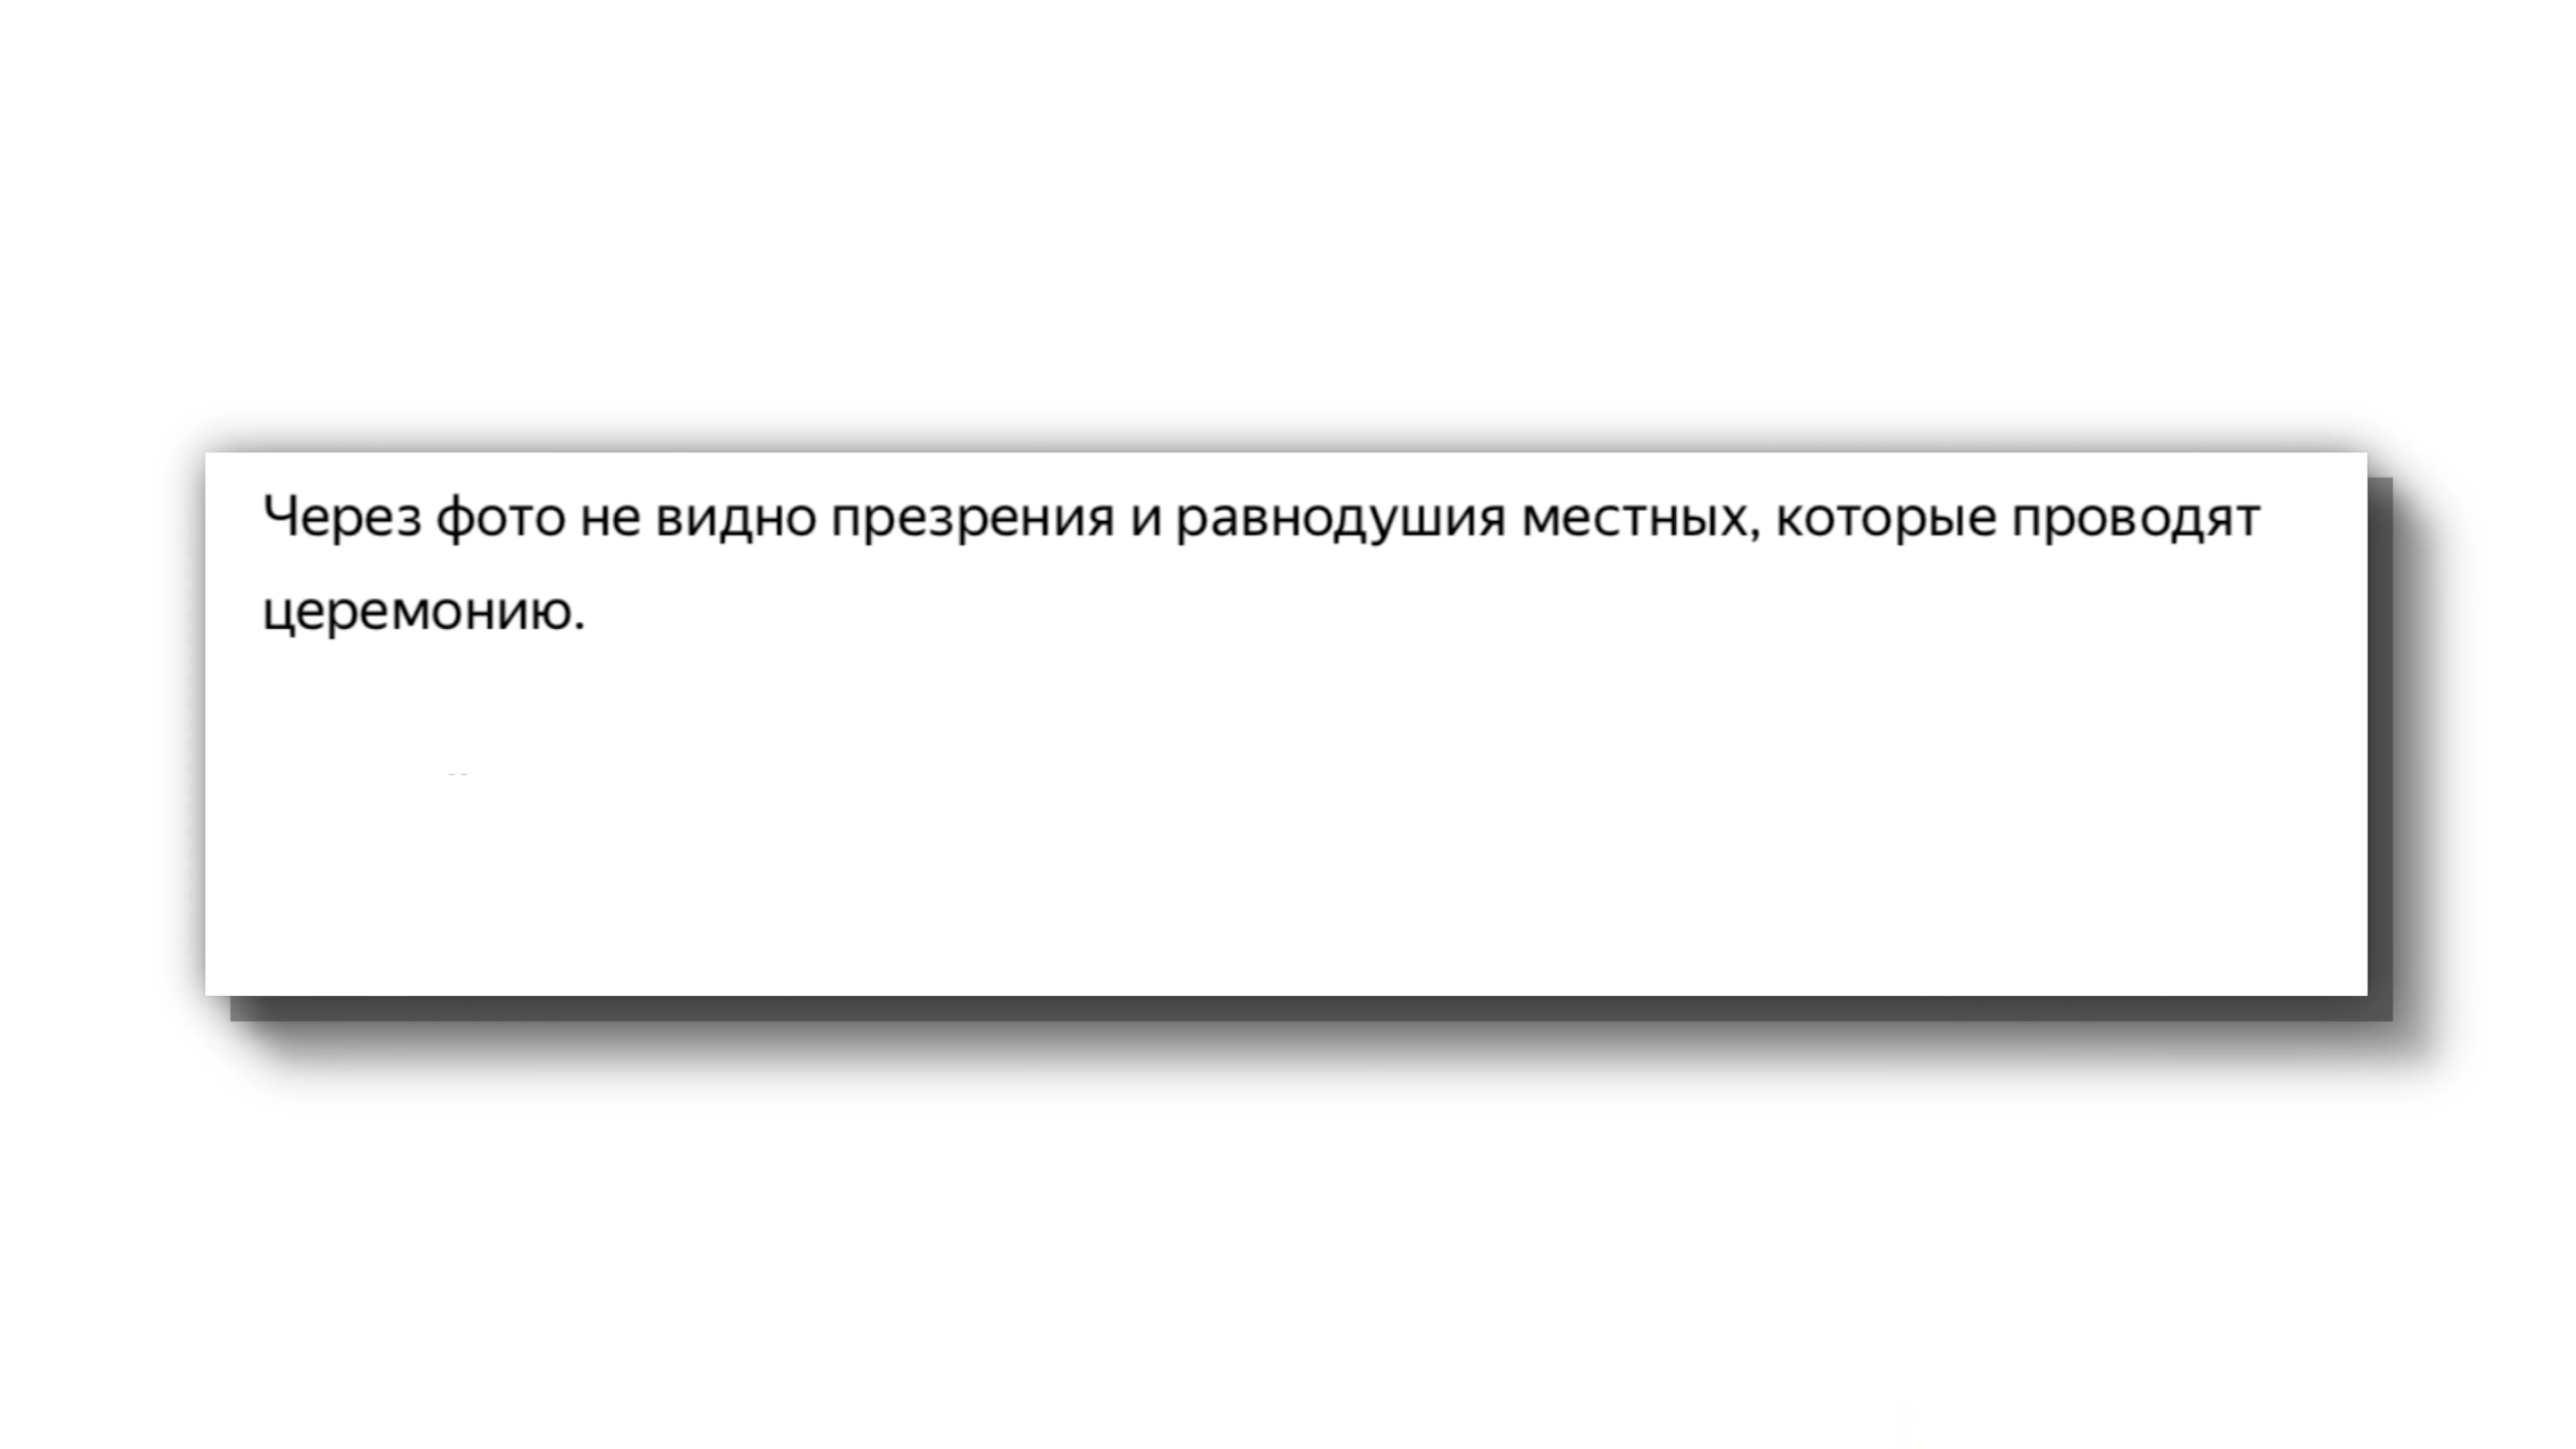 Через фото не видно презрения и равнодушия местных, которые проводят
церемонию.